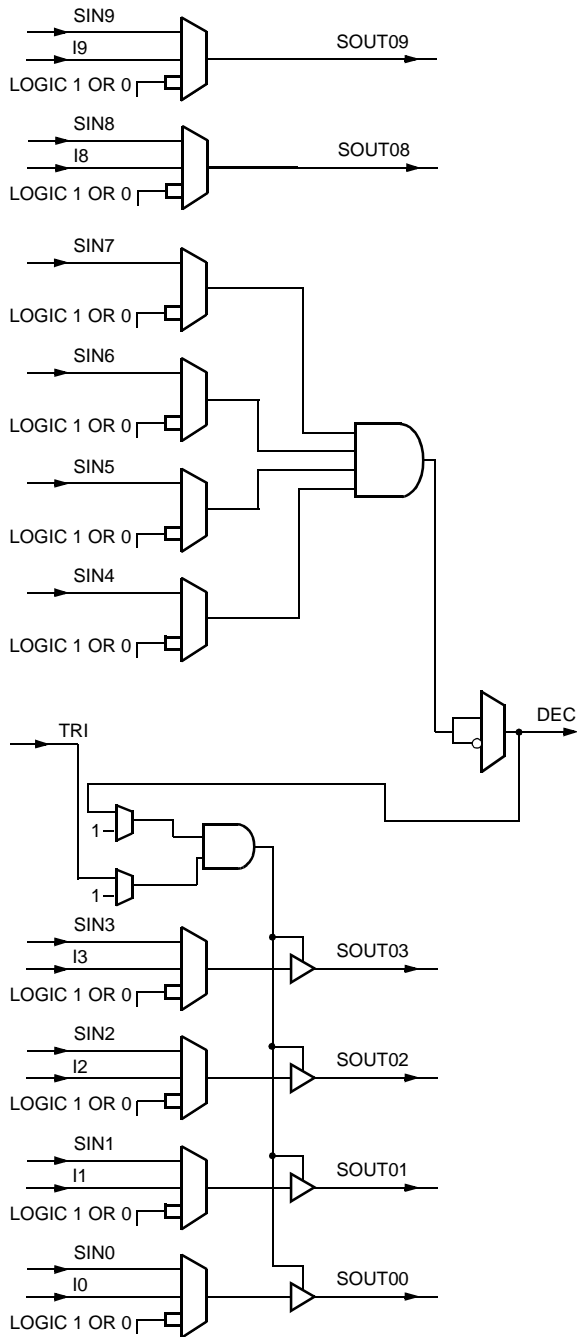 SIN9
I9
SOUT09
LOGIC 1 OR 0
SIN8
I8
SOUT08
LOGIC 1 OR 0
SIN7
LOGIC 1 OR 0
SIN6
LOGIC 1 OR 0
SIN5
LOGIC 1 OR 0
SIN4
LOGIC 1 OR 0
DEC
TRI
1
1
SIN3
I3
SOUT03
LOGIC 1 OR 0
SIN2
I2
SOUT02
LOGIC 1 OR 0
SIN1
I1
SOUT01
LOGIC 1 OR 0
SIN0
I0
SOUT00
LOGIC 1 OR 0